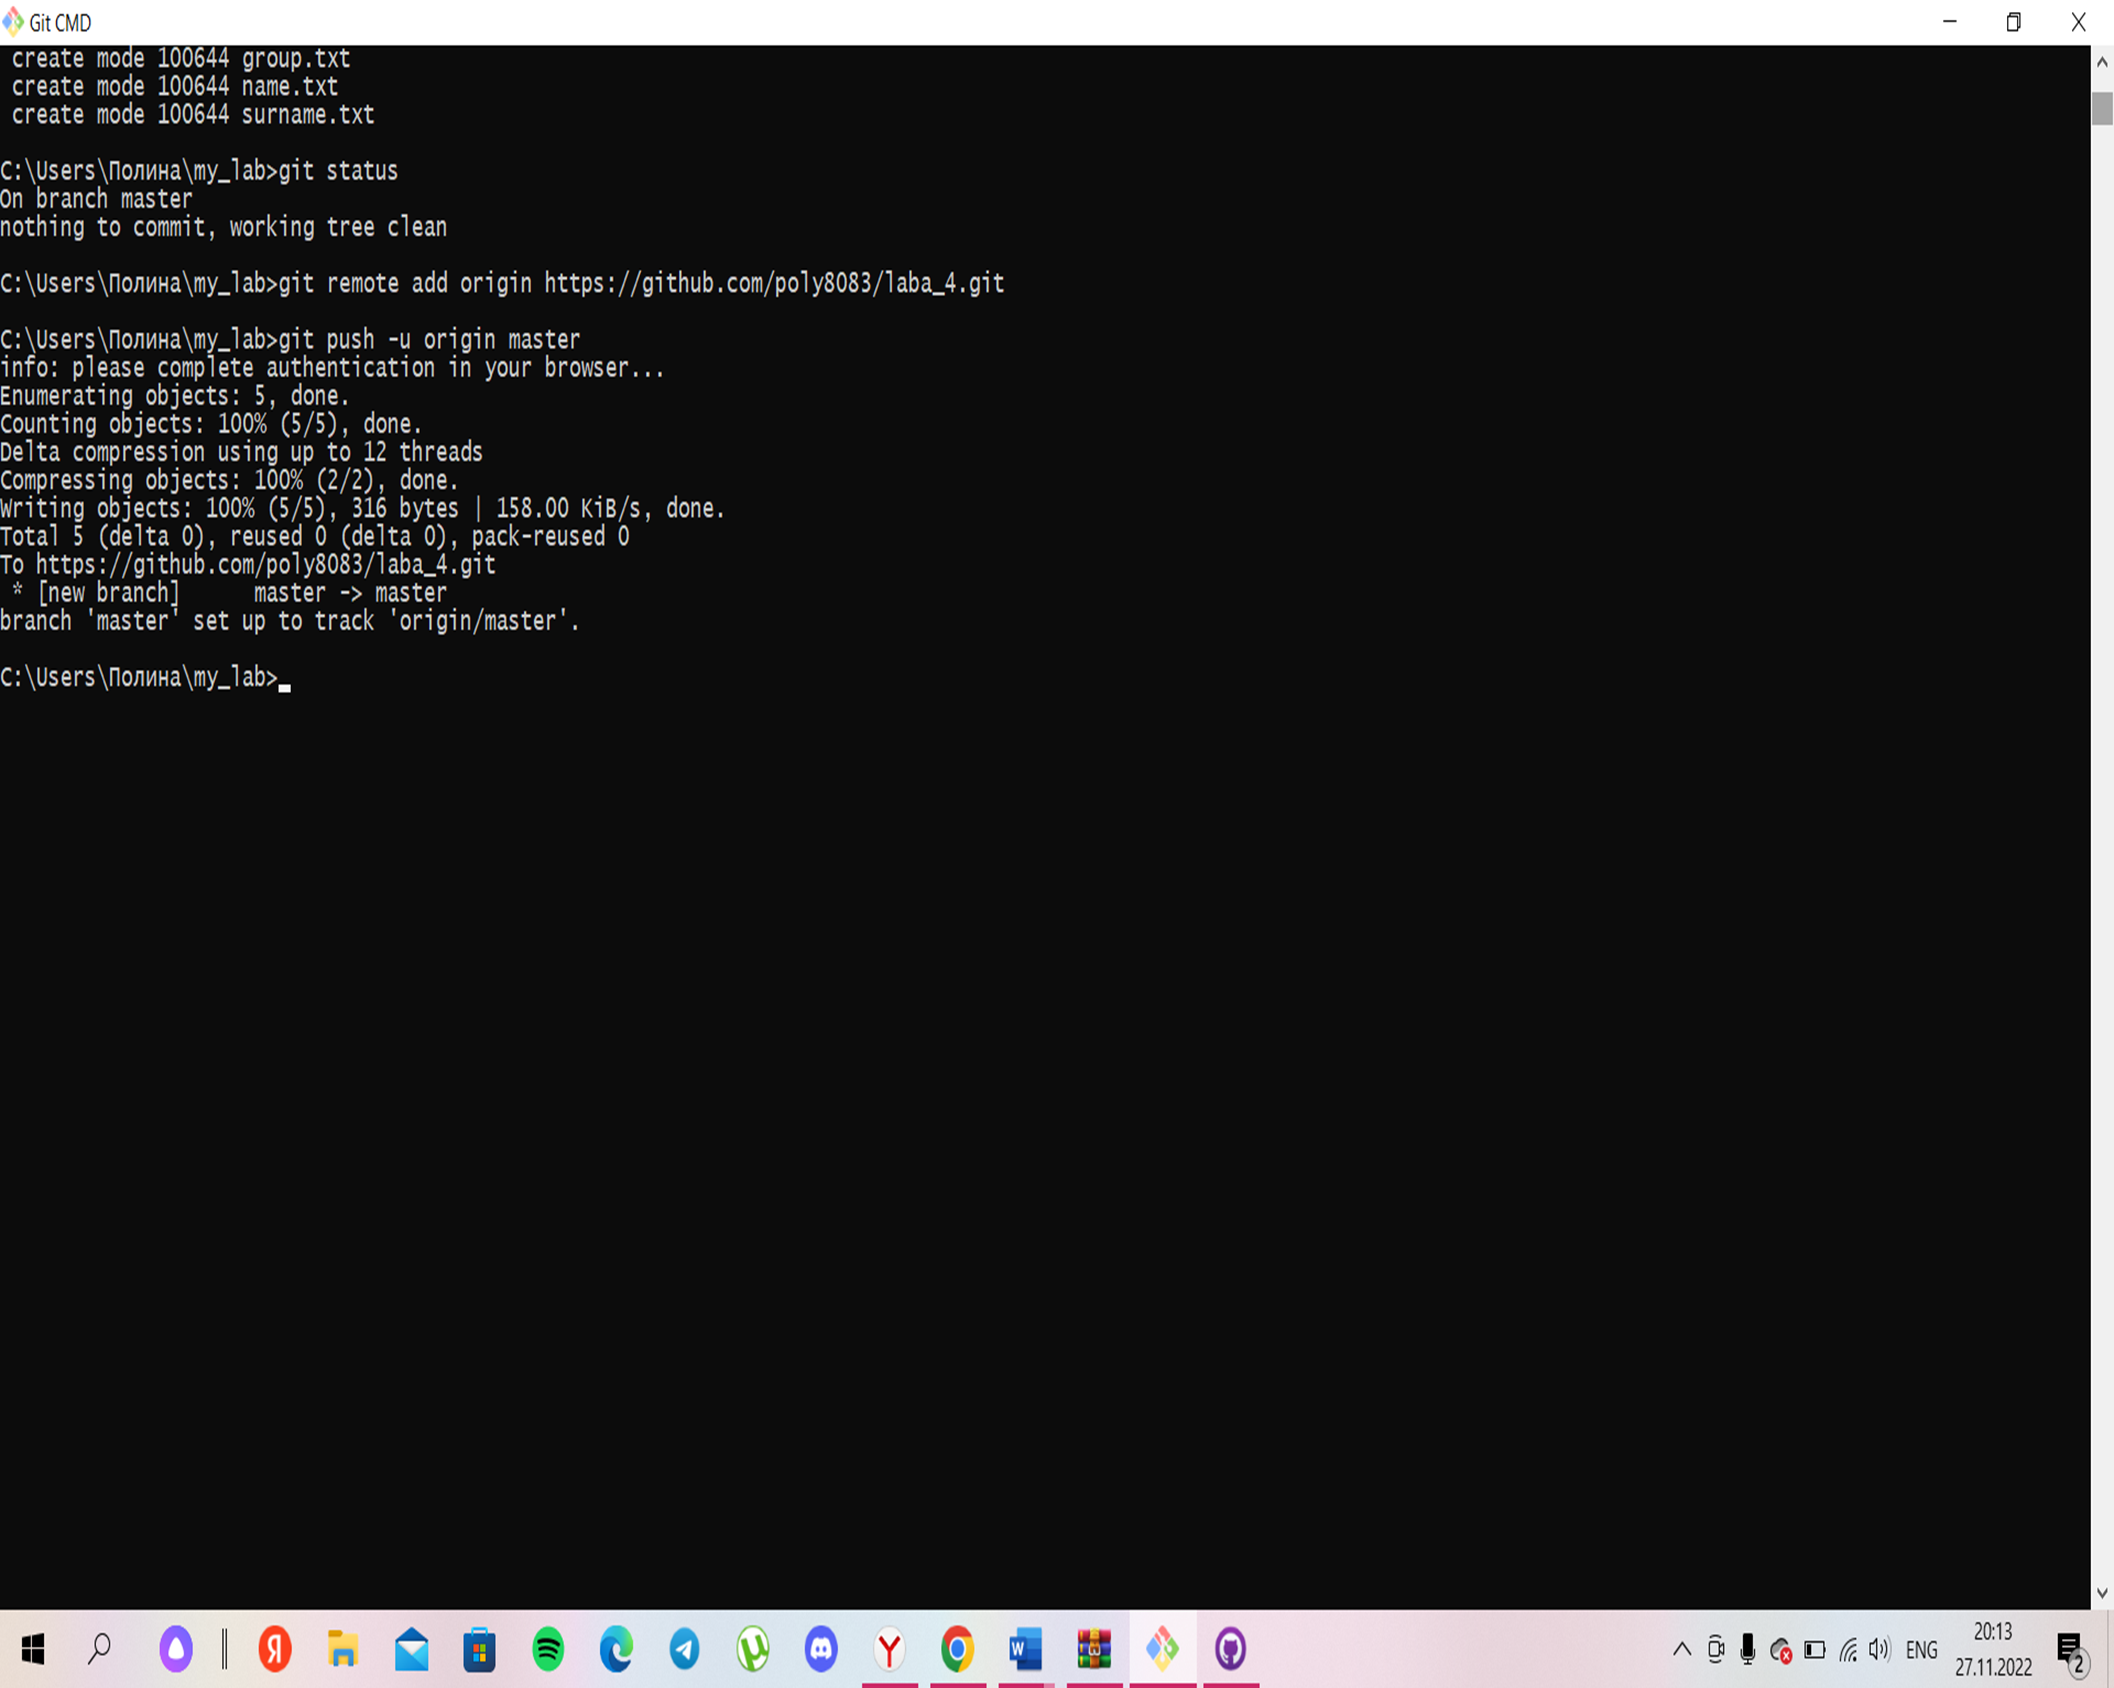 Git CMD
create mode 100644 group.txt
create mode 100644 name.txt
create mode 100644 surname.txt
C:\Users\Полина\my_lab>git status
On branch master
nothing to commit, working tree clean
C:\Users\Полина\my_lab>git remote add origin https://github.com/poly8083/laba_4.git
C:\Users\Полина\my_lab>git push -u origin master
info: please complete authentication in your browser...
Enumerating objects: 5, done.
Counting objects: 100% (5/5), done.
Delta compression using up to 12 threads
Compressing objects: 100% (2/2), done.
Writing objects: 100% (5/5), 316 bytes | 158.00 KiB/s, done.
Total 5 (delta 0), reused 0 (delta 0), pack-reused 0
To https://github.com/poly8083/laba_4.git
* [new branch]      master -> master
branch 'master' set up to track 'origin/master'.
C:\Users\Полина\my_lab>
Я
Y
W
ENG
20:13
27.11.2022
2